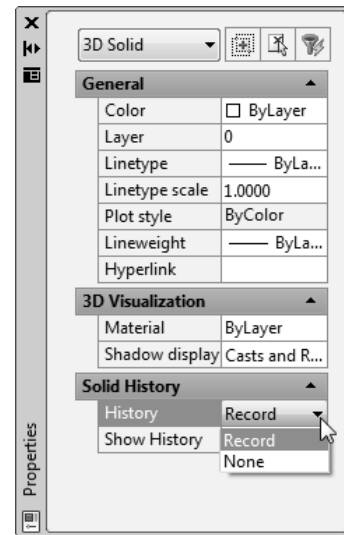 3D Solid
General
Color ByLayer
Layer 0
Linetype ByLa...
Linetype scale 1.0000
Plot style ByColor
Lineweight ByLa...
Hyperlink
3D Visualization
Material ByLayer
Shadow display Casts and R...
Solid History
History Record
Show History Record
None
Properties